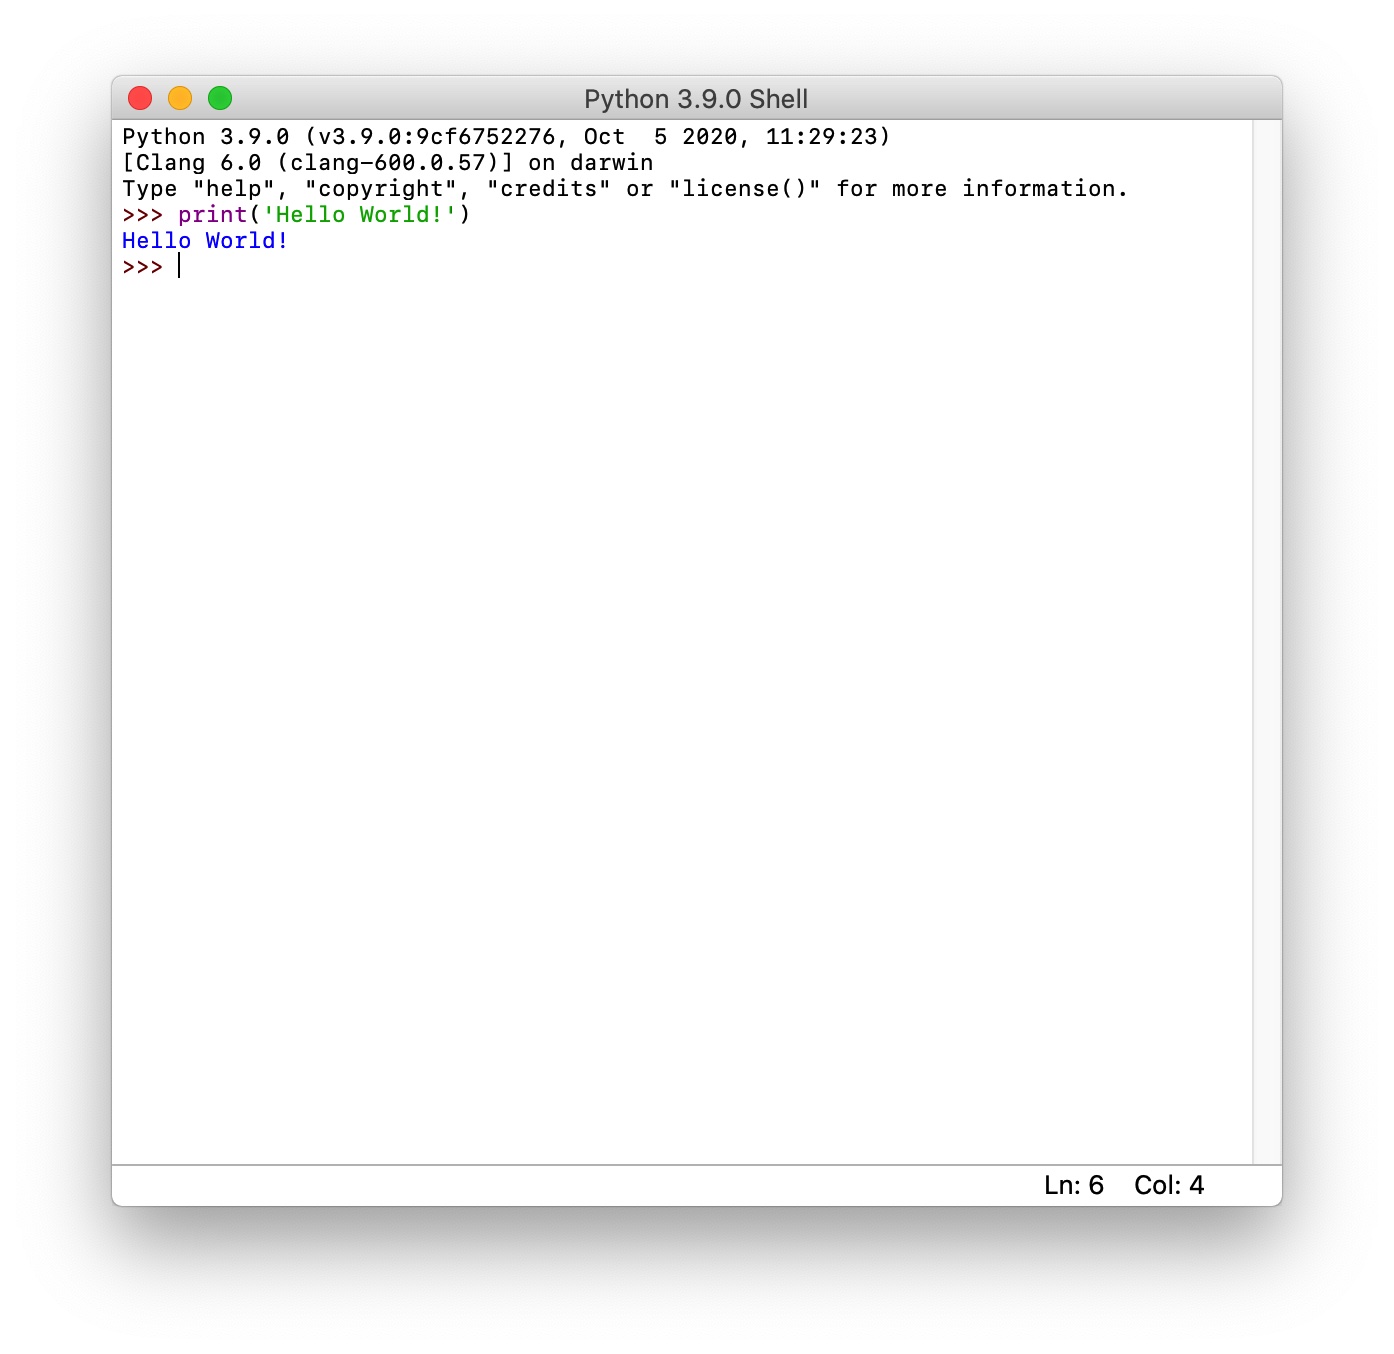 Python 3.9.0 Shell
Python 3.9.0 (v3.9.0:9cf6752276, Oct  5 2020, 11:29:23)
[Clang 6.0 (clang-600.0.57)] on darwin
Type "help", "copyright", "credits" or "license()" for more information.
>>> print('Hello World!')
Hello World!
>>>
Ln: 6 Col: 4